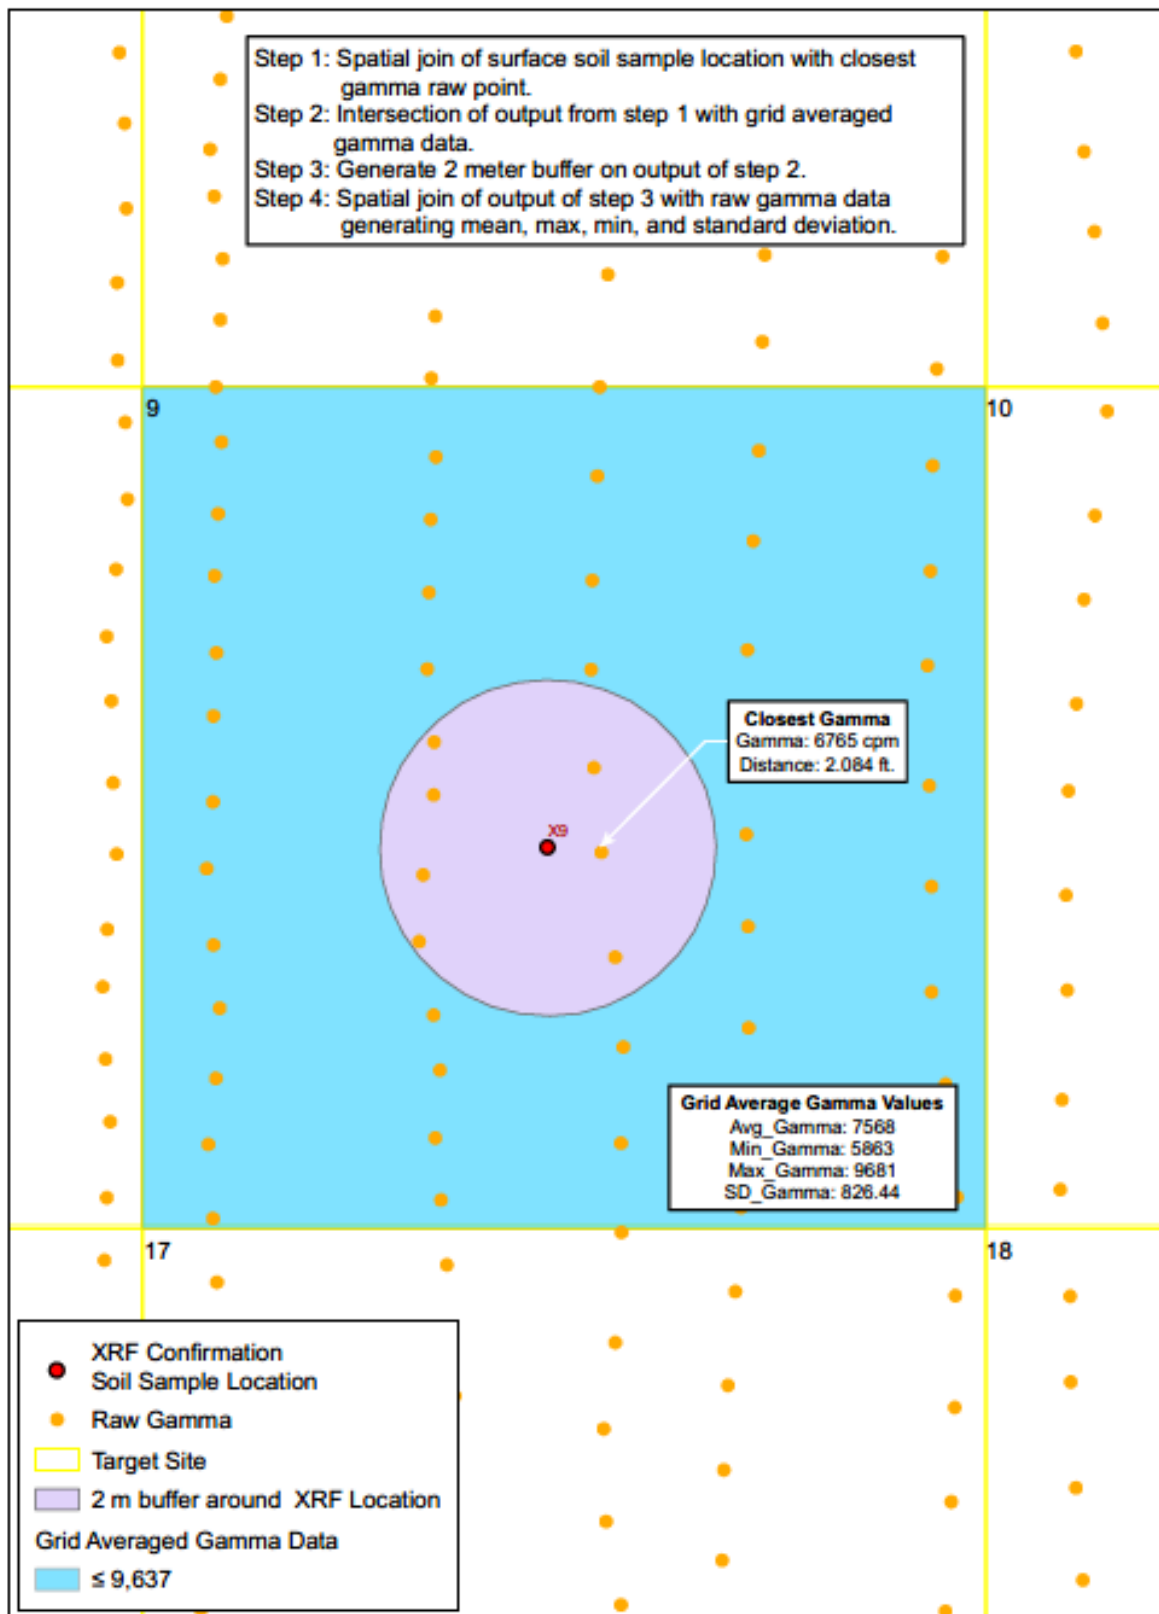 Step 1: Spatial join of surface soil sample location with closest
gamma raw point.
Step 2: Intersection of output from step 1 with grid averaged
gamma data.
Step 3: Generate 2 meter buffer on output of step 2.
Step 4: Spatial join of output of step 3 with raw gamma data
generating mean, max, min, and standard deviation.
9
10
Closest Gamma
Gamma: 6765 cpm
Distance: 2.084 ft.
X9
Grid Average Gamma Values
Avg_Gamma: 7568
Min_Gamma: 5863
Max_Gamma: 9681
SD_Gamma: 826.44
17
18
XRF Confirmation
Soil Sample Location
Raw Gamma
Target Site
2 m buffer around XRF Location
Grid Averaged Gamma Data
≤ 9,637